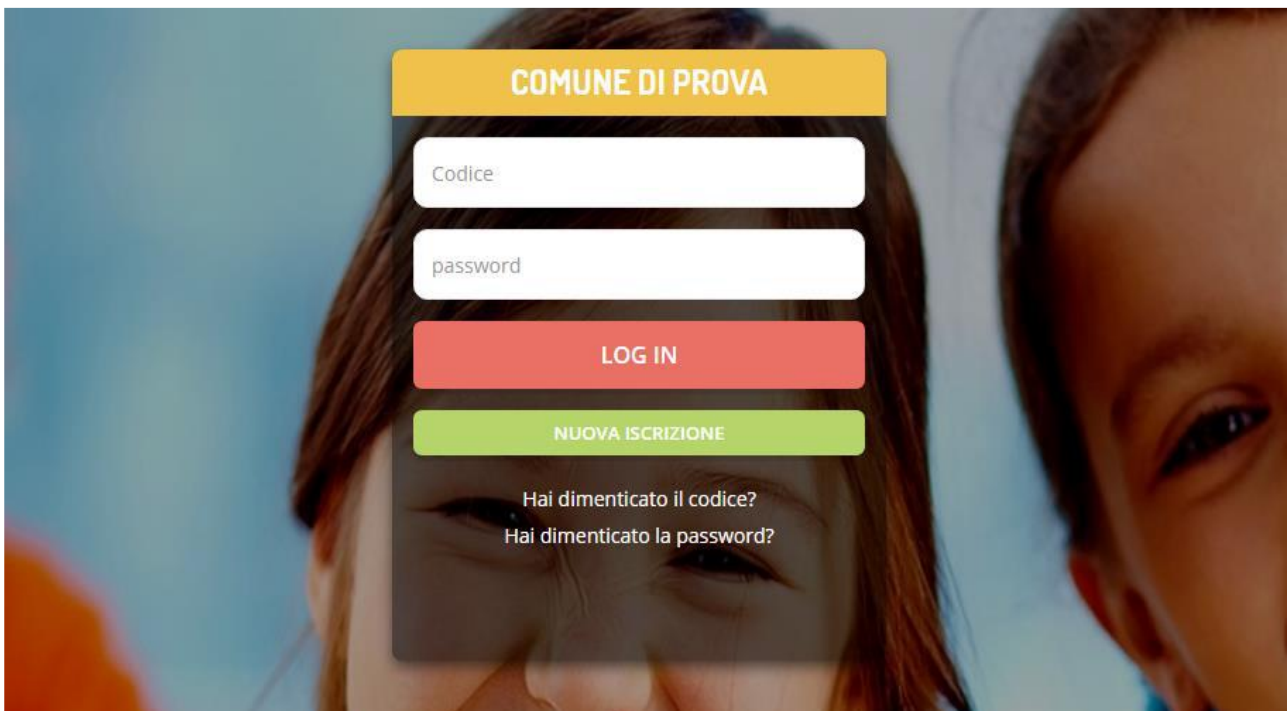 COMUNE DI PROVA
Codice
password
LOG IN
NUOVA ISCRIZIONE
Hai dimenticato il codice?
Hai dimenticato la password?